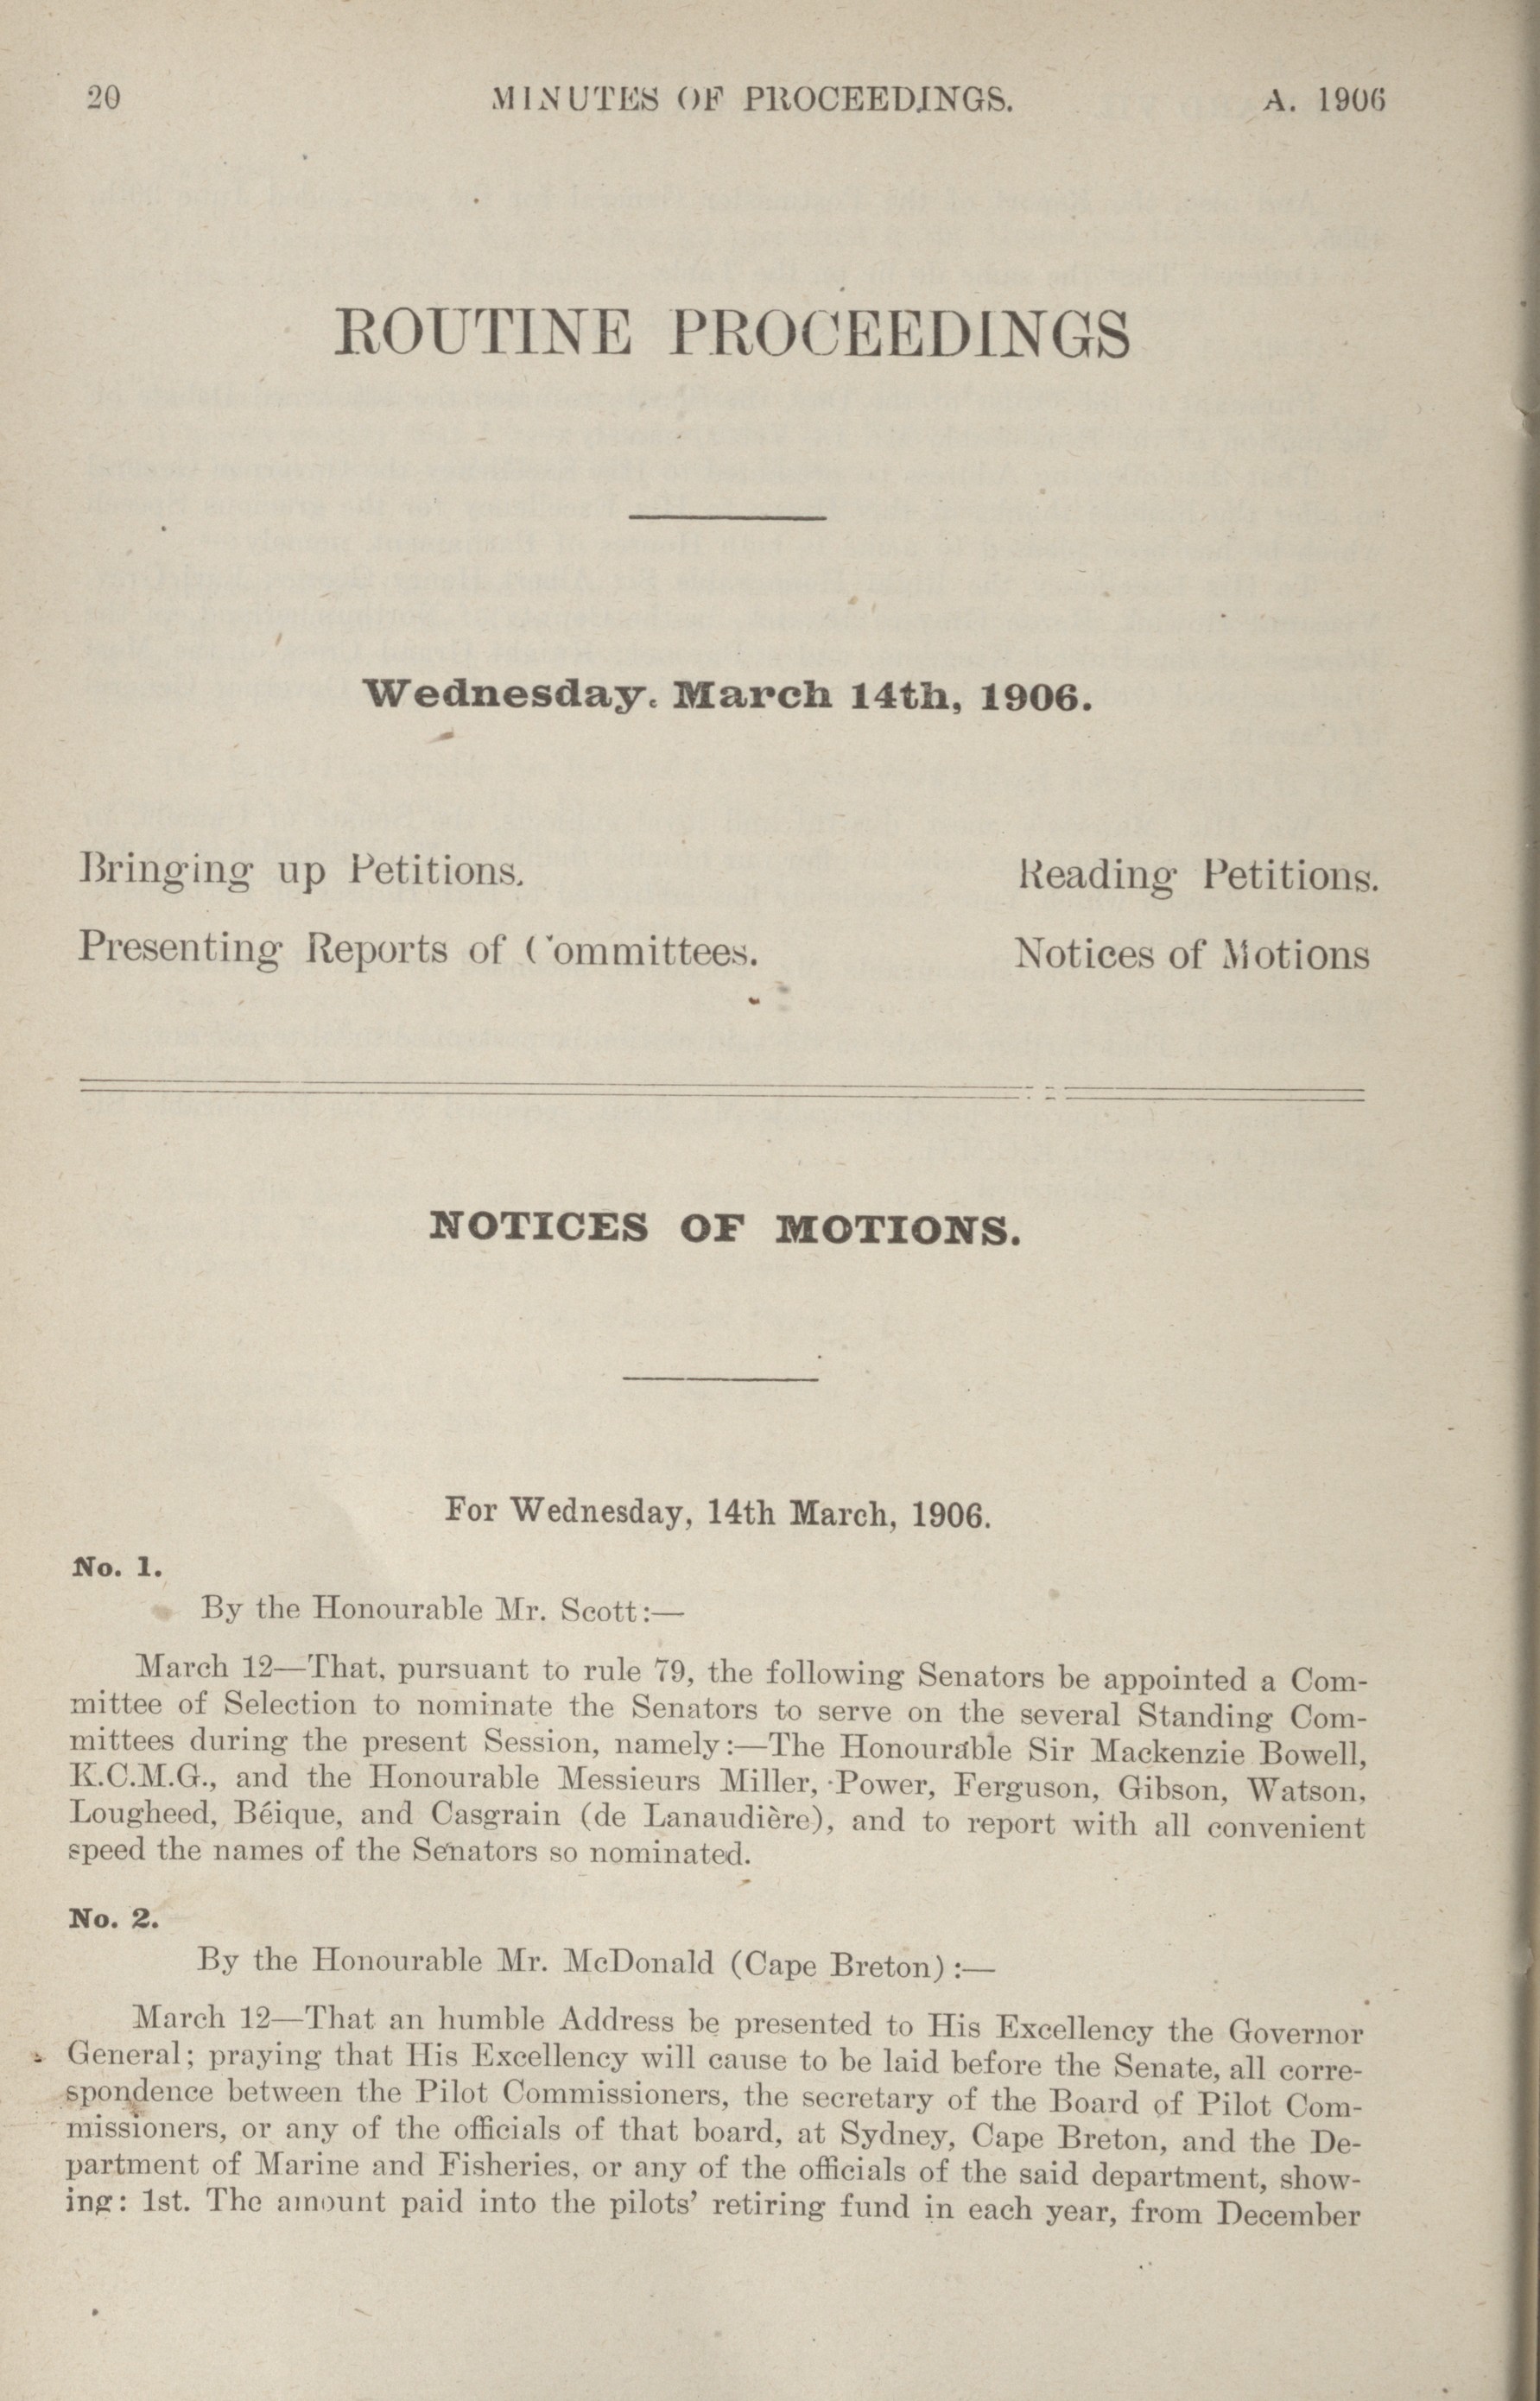 20 MINUTES OF PROCEEDINGS. A. 1906
ROUTINE PROCEEDINGS
Wednesday. March 14th, 1906.
Bringing up Petitions. Reading Petitions.
Presenting Reports of Committees. Notices of Motions
NOTICES OF MOTIONS.
For Wednesday, 14th March, 1906.
No. 1.
By the Honourable Mr. Scott:—
March 12—That, pursuant to rule 79, the following Senators be appointed a Com-
mittee of Selection to nominate the Senators to serve on the several Standing Com-
mittees during the present Session, namely:—The Honourable Sir Mackenzie Bowell,
K.C.M.G., and the Honourable Messieurs Miller, Power, Ferguson, Gibson, Watson,
Lougheed, Béique, and Casgrain (de Lanaudière), and to report with all convenient
speed the names of the Senators so nominated.
No. 2.
By the Honourable Mr. McDonald (Cape Breton):—
March 12—That an humble Address be presented to His Excellency the Governor
General; praying that His Excellency will cause to be laid before the Senate, all corre-
spondence between the Pilot Commissioners, the secretary of the Board of Pilot Com-
missioners, or any of the officials of that board, at Sydney, Cape Breton, and the De-
partment of Marine and Fisheries, or any of the officials of the said department, show-
ing: 1st. The amount paid into the pilots' retiring fund in each year, from December